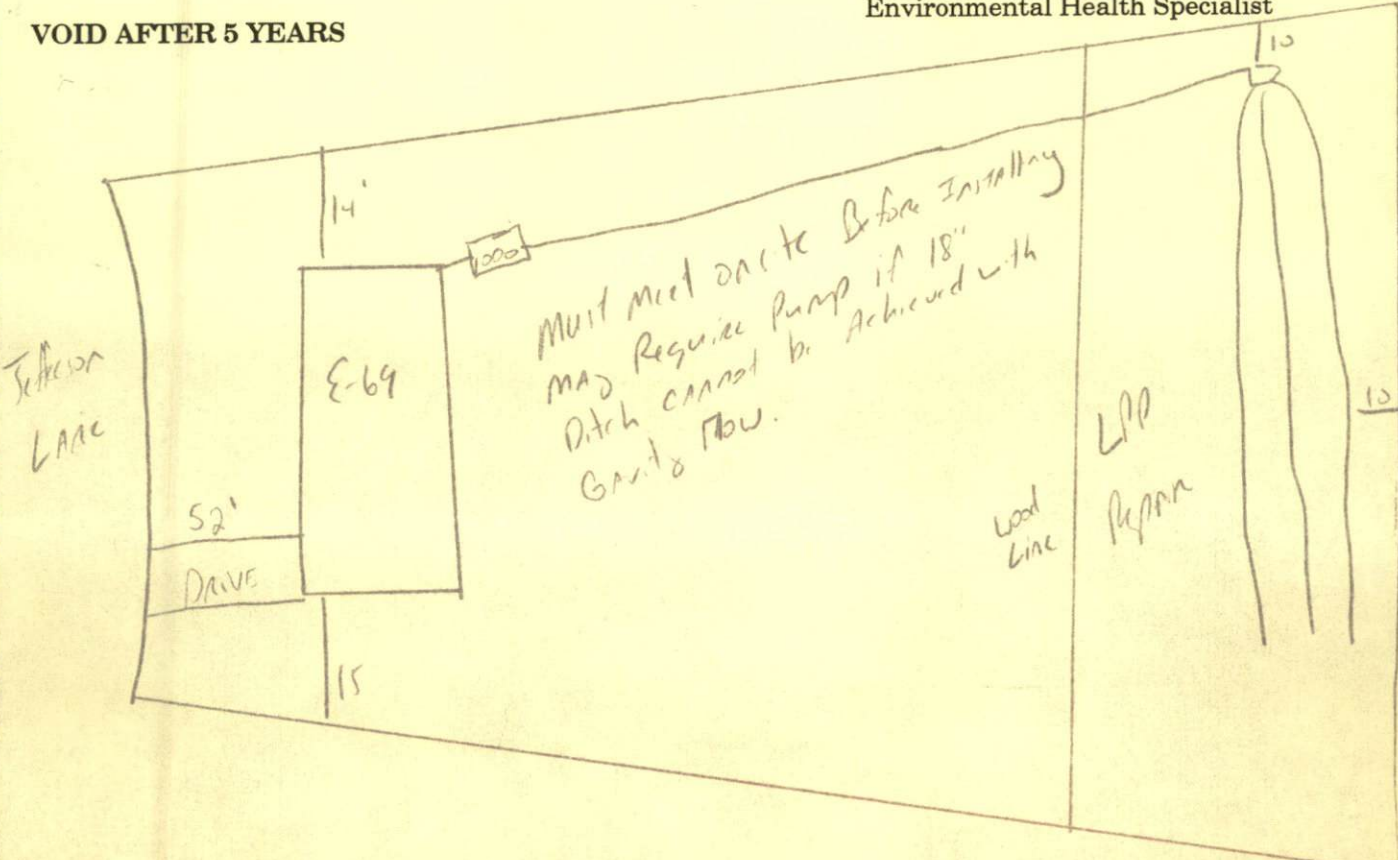 Environmental Health Specialist
VOID AFTER 5 YEARS
10
14'
1000
Must Meet onsite Before Installing
May Require Pump if 18"
Ditch cannot be Achieved with
Gravity Flow.
E-69
Jefferson
Lane
LPP
Repair
10
52'
Drive
Wood
Line
15